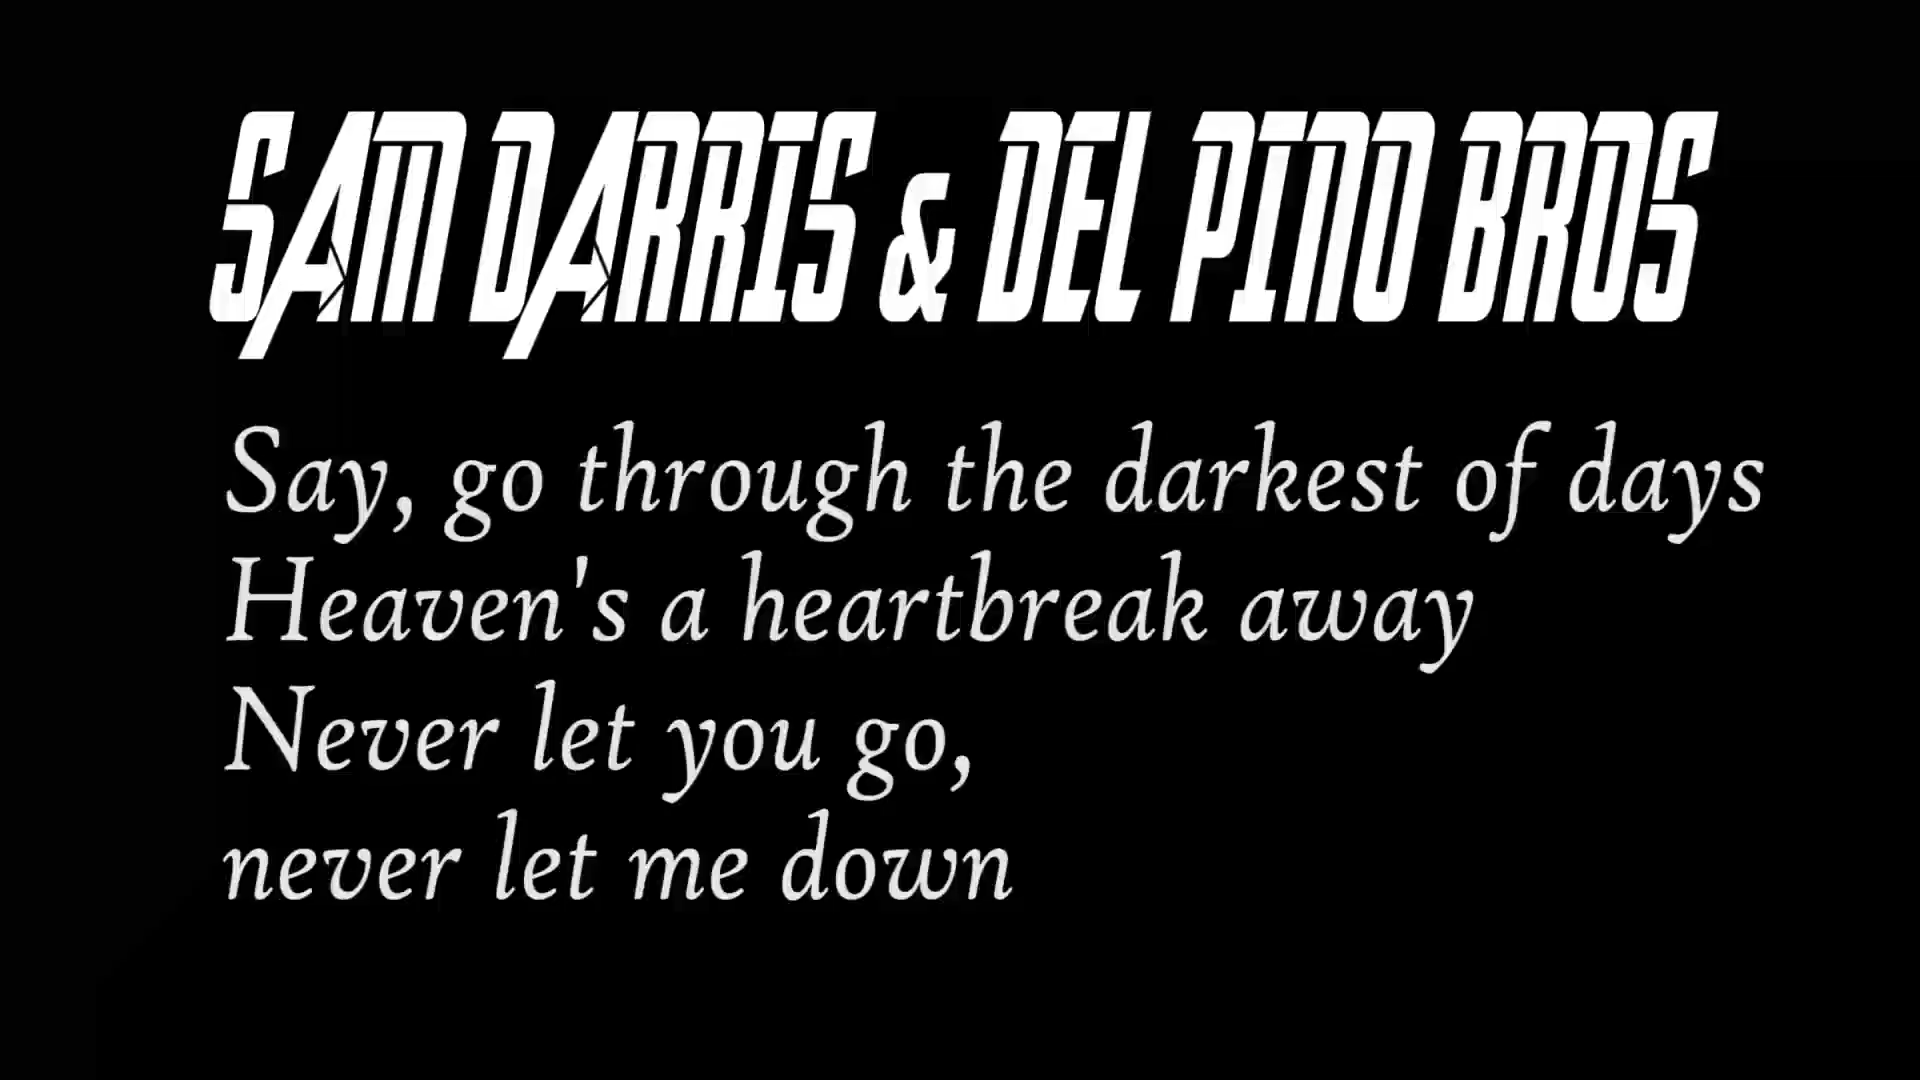 SAM DARRIS & DEL PINO BROS
Say, go through the darkest of days
Heaven's a heartbreak away
Never let you go,
never let me down